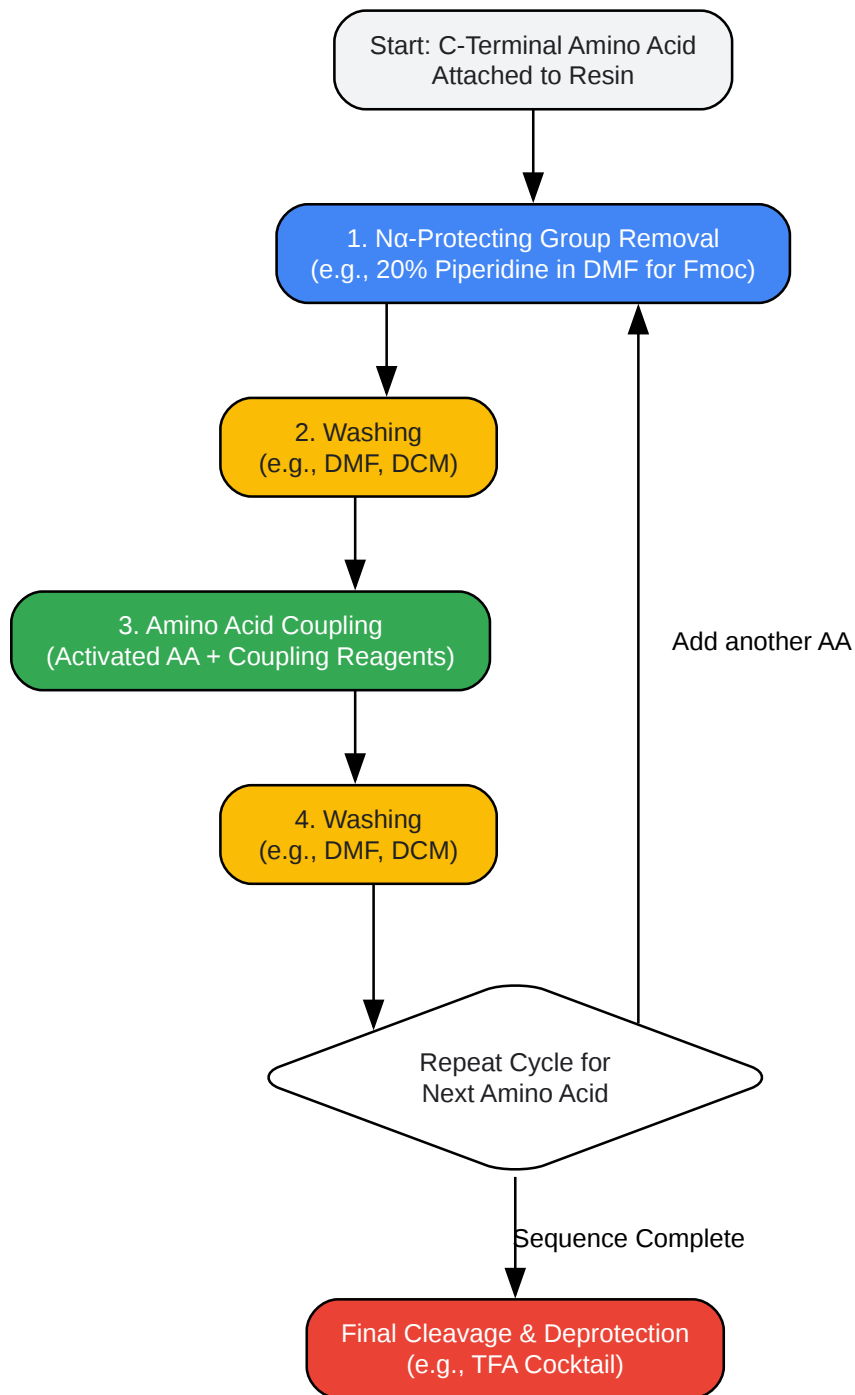 Start: C-Terminal Amino Acid
Attached to Resin
1. Nα-Protecting Group Removal
(e.g., 20% Piperidine in DMF for Fmoc)
2. Washing
(e.g., DMF, DCM)
3. Amino Acid Coupling
(Activated AA + Coupling Reagents)
Add another AA
4. Washing
(e.g., DMF, DCM)
Repeat Cycle for
Next Amino Acid
Sequence Complete
Final Cleavage & Deprotection
(e.g., TFA Cocktail)